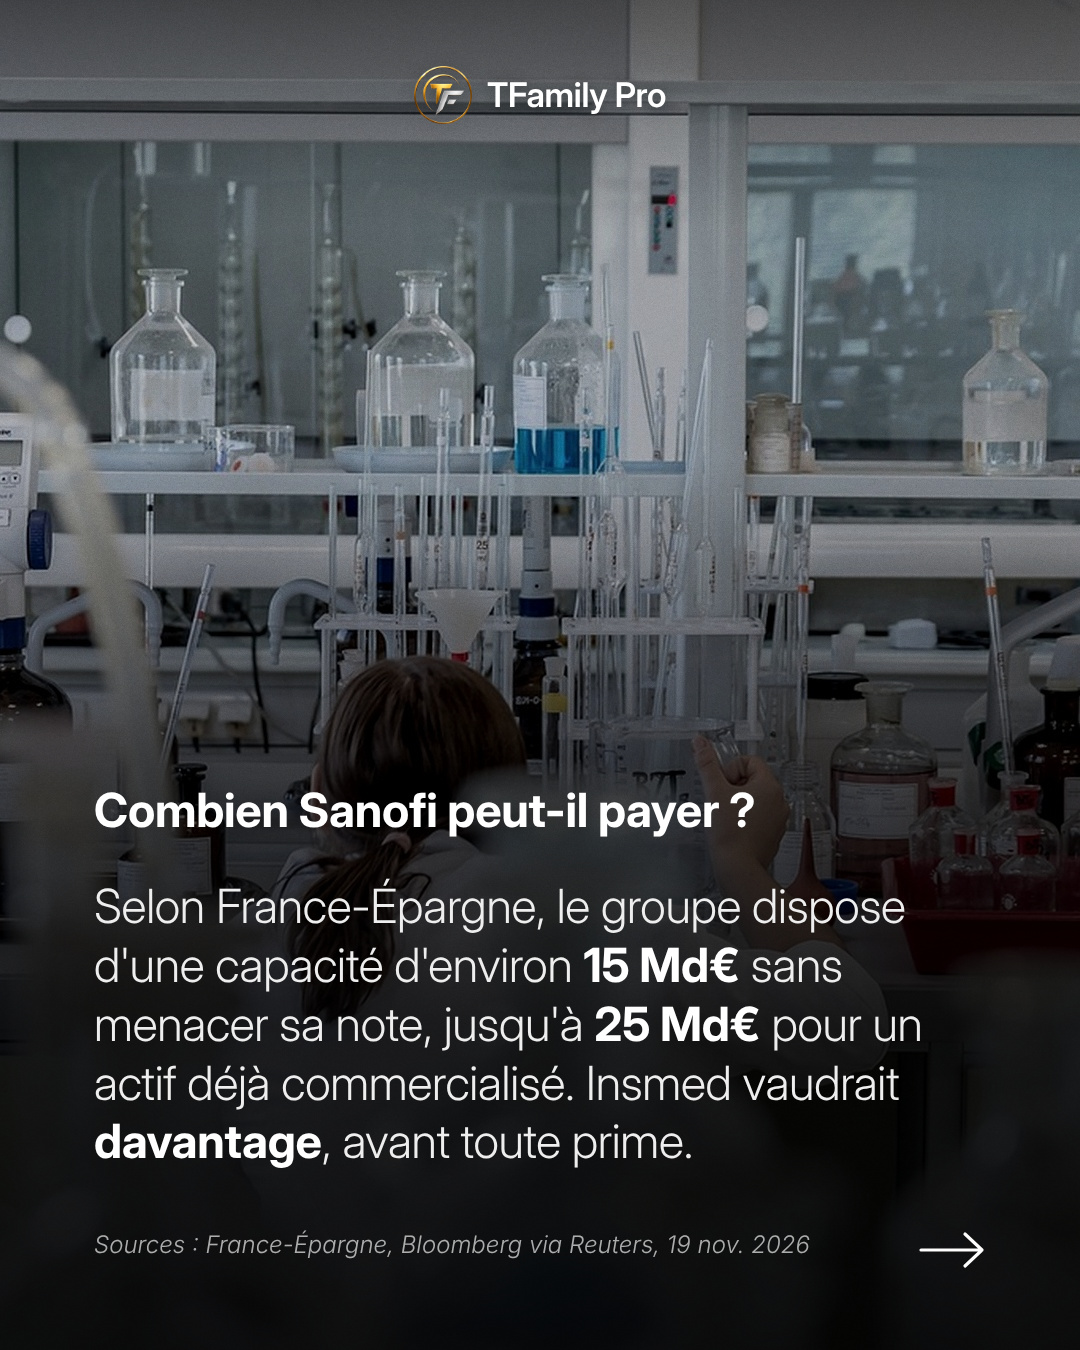 TFamily Pro
Combien Sanofi peut-il payer ?
Selon France-Épargne, le groupe dispose
d'une capacité d'environ 15 Md€ sans
menacer sa note, jusqu'à 25 Md€ pour un
actif déjà commercialisé. Insmed vaudrait
davantage, avant toute prime.
Sources : France-Épargne, Bloomberg via Reuters, 19 nov. 2026